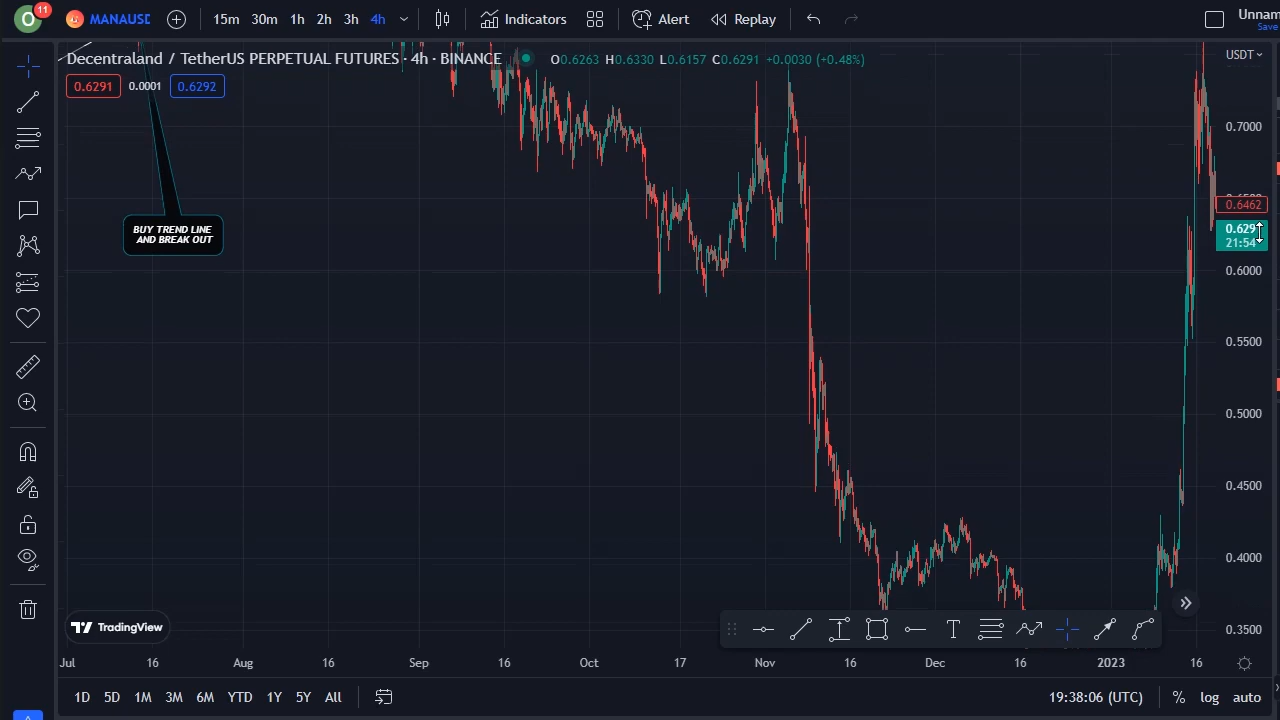 O 11 MANAUSE 15m 30m 1h 2h 3h 4h Indicators Alert Replay Unnam
Save
Decentraland / TetherUS PERPETUAL FUTURES · 4h · BINANCE O0.6263 H0.6330 L0.6157 C0.6291 +0.0030 (+0.48%) USDT
0.6291 0.0001 0.6292
0.7000
0.6462
BUY TREND LINE
AND BREAK OUT
21:54
0.6000
0.5500
0.5000
0.4500
0.4000
0.3500
TradingView
Jul 16 Aug 16 Sep 16 Oct 17 Nov 16 Dec 16 2023 16
1D 5D 1M 3M 6M YTD 1Y 5Y All 19:38:06 (UTC) % log auto